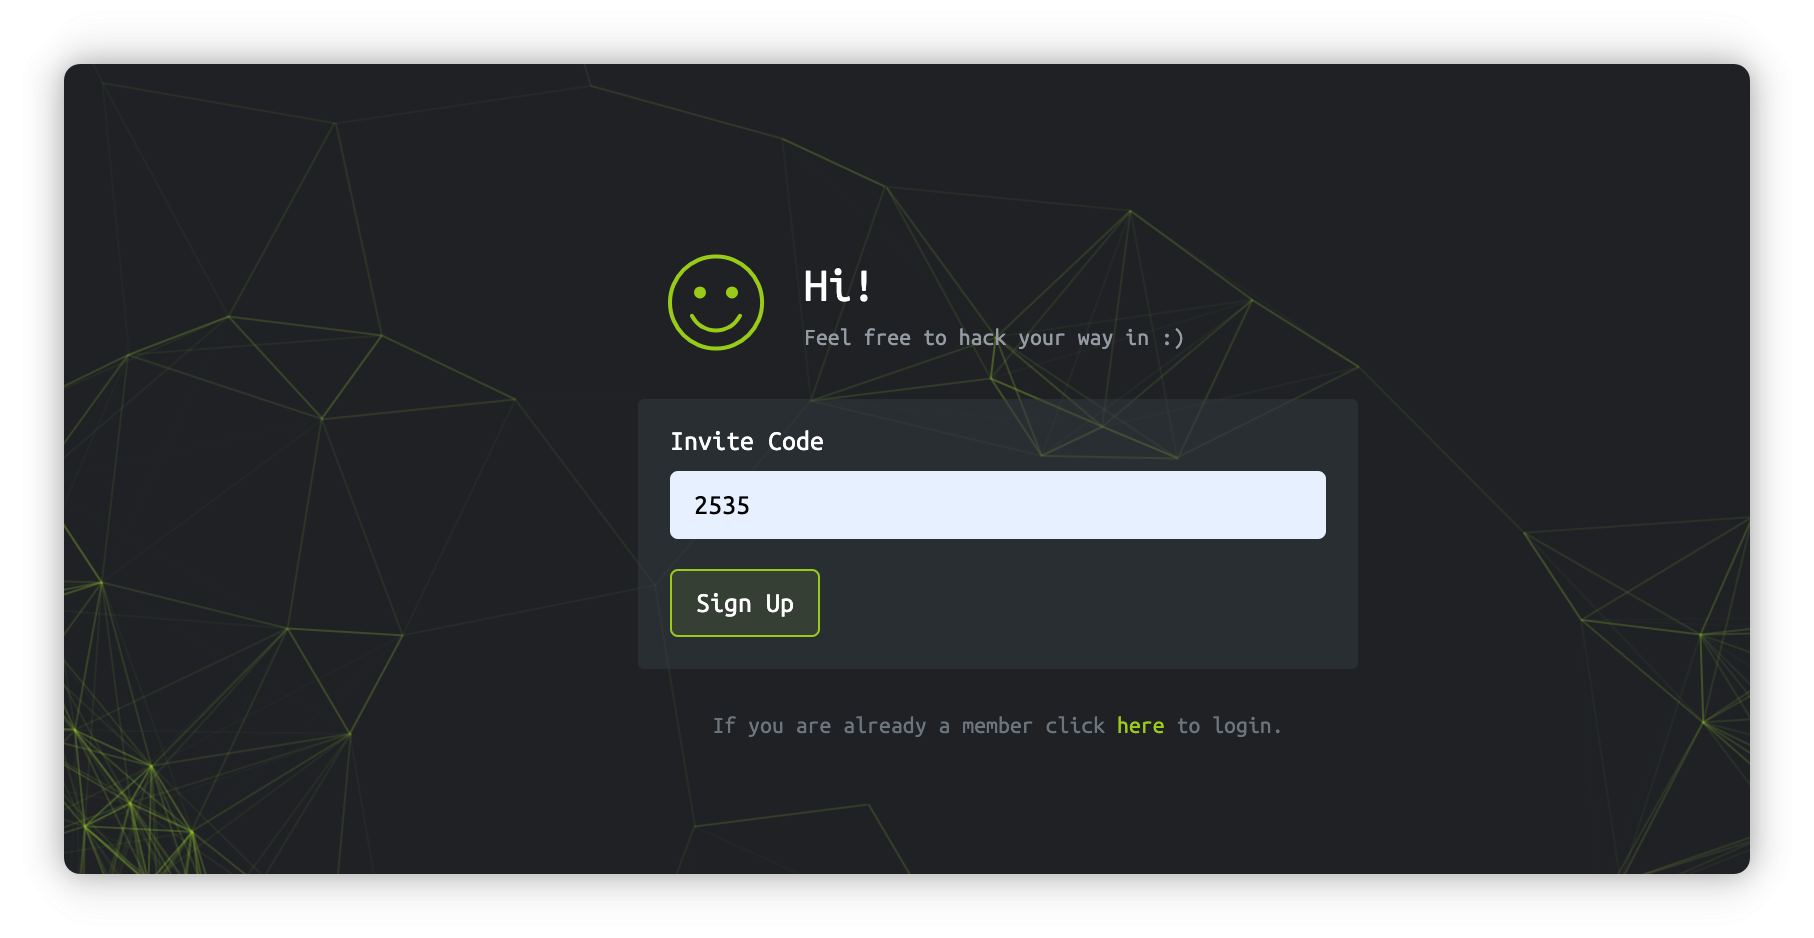 Hi!
Feel free to hack your way in :)
Invite Code
2535
Sign Up
If you are already a member click here to login.